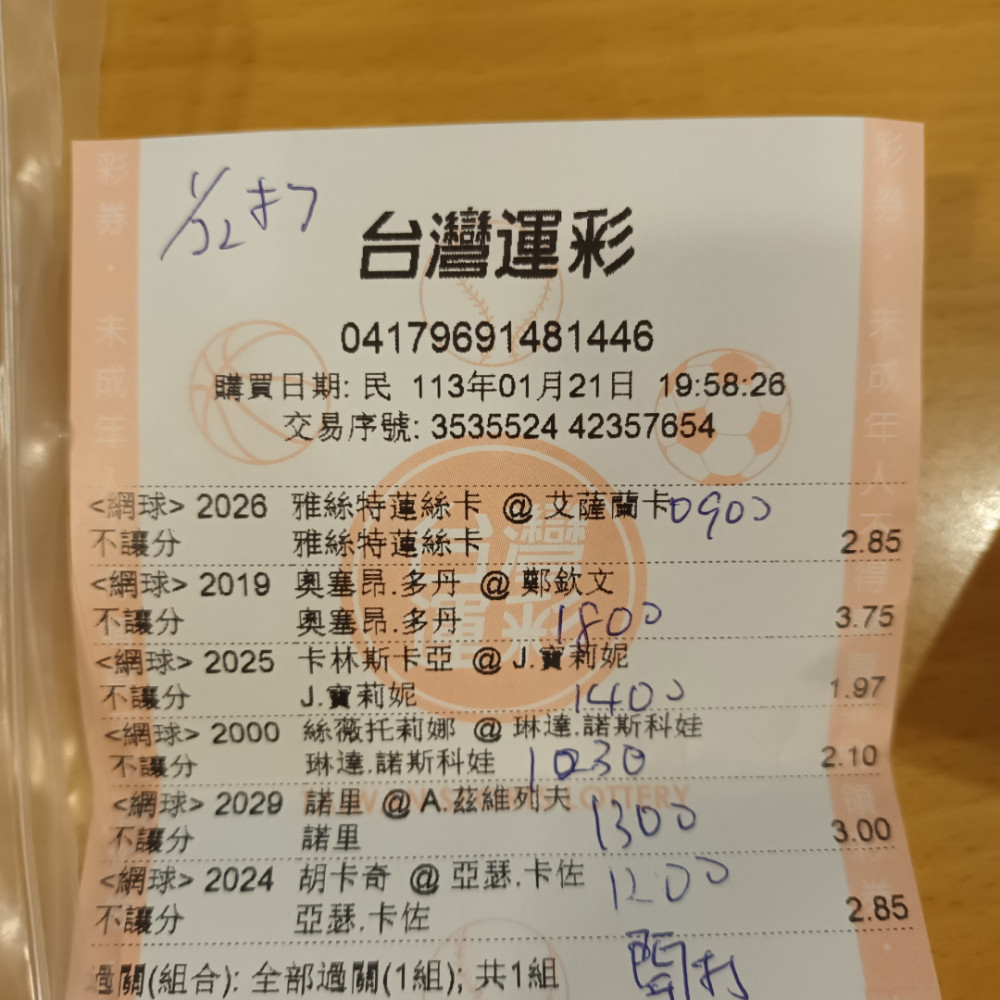 1/22打
台灣運彩
04179691481446
購買日期: 民 113年01月21日 19:58:26
交易序號: 3535524 42357654
<網球> 2026 雅絲特蓮絲卡 @ 艾薩蘭卡 0900
不讓分 雅絲特蓮絲卡 2.85
<網球> 2019 奧塞昂.多丹 @ 鄭欽文
不讓分 奧塞昂.多丹 1800 3.75
<網球> 2025 卡林斯卡亞 @ J.寶莉妮
不讓分 J.寶莉妮 1400 1.97
<網球> 2000 絲薇托莉娜 @ 琳達.諾斯科娃
不讓分 琳達.諾斯科娃 1030 2.10
<網球> 2029 諾里 @ A.茲維列夫 1300
不讓分 諾里 3.00
<網球> 2024 胡卡奇 @ 亞瑟.卡佐 1200
不讓分 亞瑟.卡佐 2.85
過關(組合): 全部過關(1組); 共1組